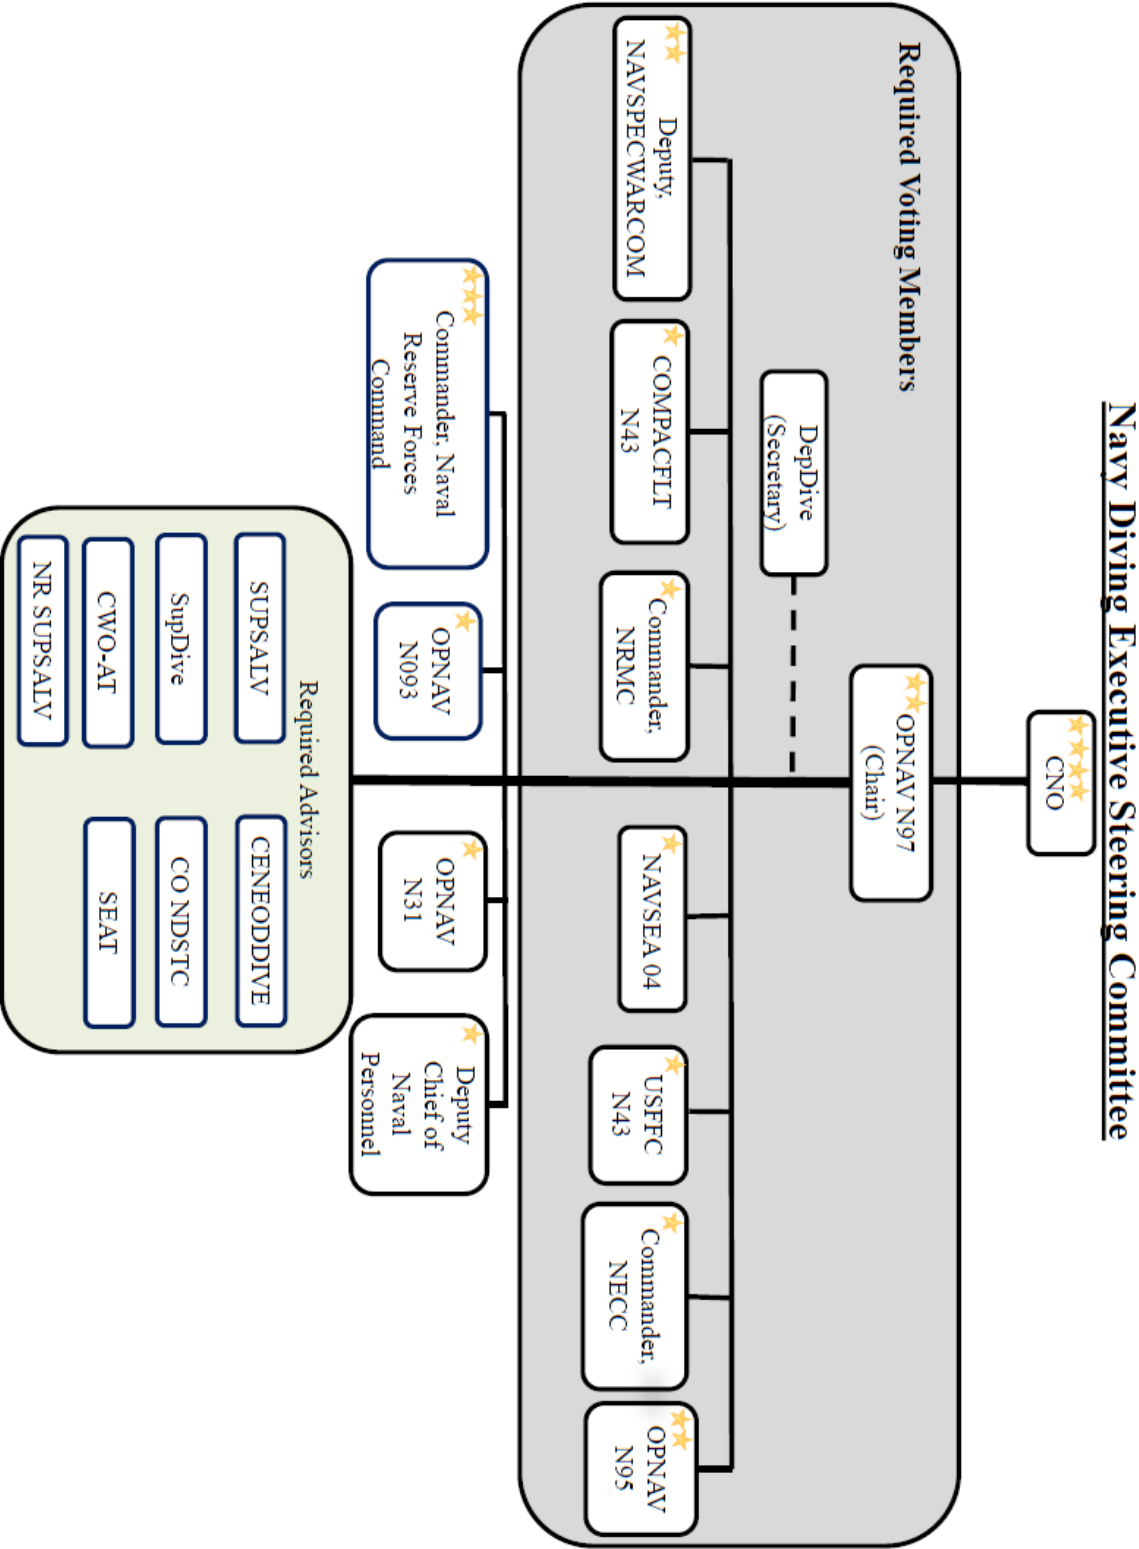 Navy Diving Executive Steering Committee
CNO
Required Voting Members
OPNAV N97
(Chair)
DepDive
(Secretary)
Deputy,
NAVSPECWARCOM
COMPACFLT
N43
Commander,
NRMC
NAVSEA 04
USFFC
N43
Commander,
NECC
OPNAV
N95
Commander, Naval
Reserve Forces
Command
OPNAV
N093
OPNAV
N31
Deputy
Chief of
Naval
Personnel
Required Advisors
SUPSALV
CENEODDIVE
SupDive
CO NDSTC
CWO-AT
SEAT
NR SUPSALV